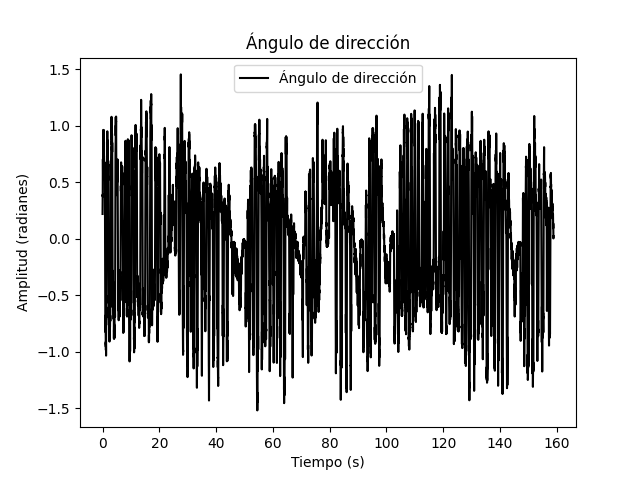 Ángulo de dirección
Ángulo de dirección
Amplitud (radianes)
1.5
1.0
0.5
0.0
−0.5
−1.0
−1.5
0 20 40 60 80 100 120 140 160
Tiempo (s)